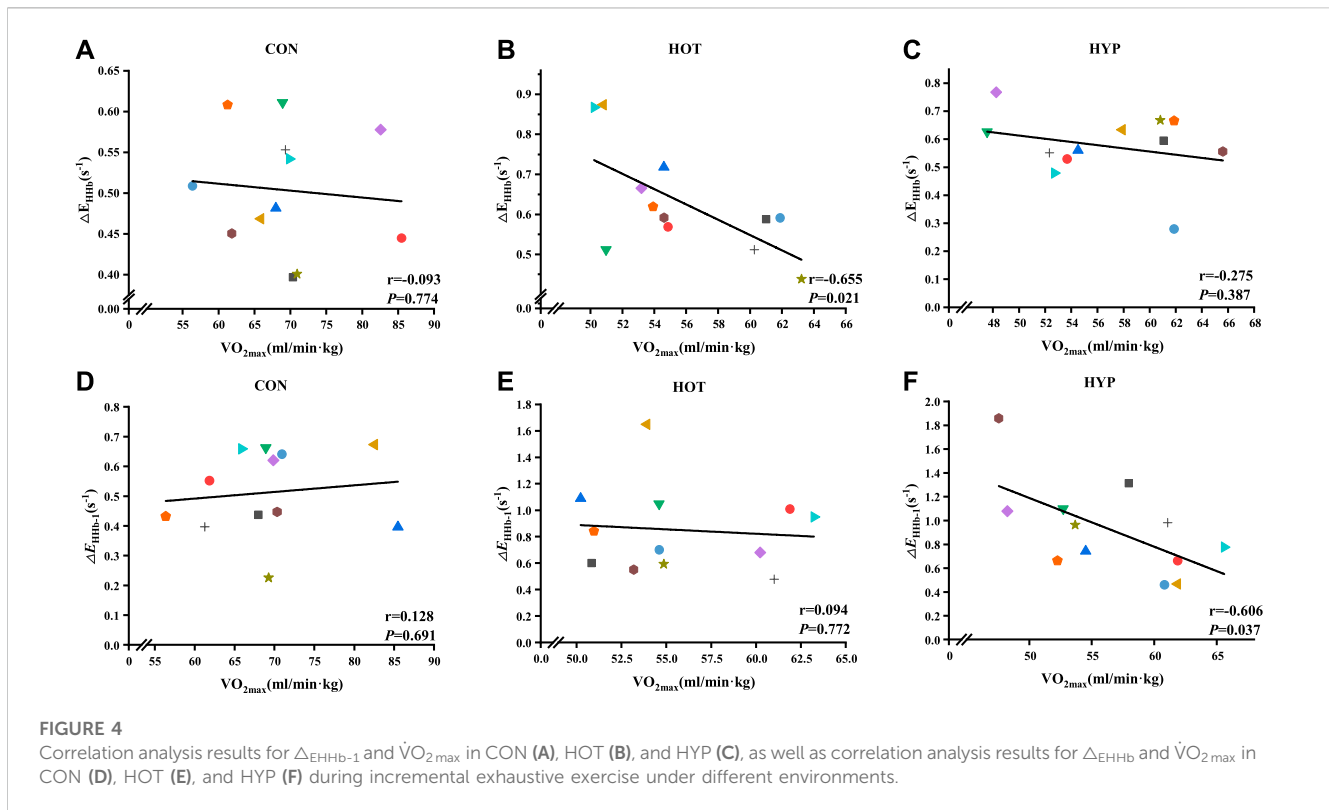 A
CON
0.65
0.60
0.55
0.50
0.45
0.40
0.00
△E_HHb(s⁻¹)
0 55 60 65 70 75 80 85 90
VO₂max(ml/min·kg)
r=-0.093
P=0.774
B
HOT
0.9
0.8
0.7
0.6
0.5
0.0
△E_HHb(s⁻¹)
0 50 52 54 56 58 60 62 64 66
VO₂max(ml/min·kg)
r=-0.655
P=0.021
C
HYP
0.8
0.7
0.6
0.5
0.4
0.3
0.2
0.1
0.0
△E_HHb(s⁻¹)
0 48 50 52 54 56 58 60 62 64 66 68
VO₂max(ml/min·kg)
r=-0.275
P=0.387
D
CON
0.8
0.7
0.6
0.5
0.4
0.3
0.2
0.1
0.0
△E_HHb-1(s⁻¹)
0 55 60 65 70 75 80 85 90
VO₂max(ml/min·kg)
r=0.128
P=0.691
E
HOT
1.8
1.6
1.4
1.2
1.0
0.8
0.6
0.4
0.2
0.0
△E_HHb-1(s⁻¹)
0.0 50.0 52.5 55.0 57.5 60.0 62.5 65.0
VO₂max(ml/min·kg)
r=0.094
P=0.772
F
HYP
2.0
1.8
1.6
1.4
1.2
1.0
0.8
0.6
0.4
0.2
0.0
△E_HHb-1(s⁻¹)
0 50 55 60 65
VO₂max(ml/min·kg)
r=-0.606
P=0.037
FIGURE 4
Correlation analysis results for △EHHb-1 and V̇O₂max in CON (A), HOT (B), and HYP (C), as well as correlation analysis results for △EHHb and V̇O₂max in
CON (D), HOT (E), and HYP (F) during incremental exhaustive exercise under different environments.